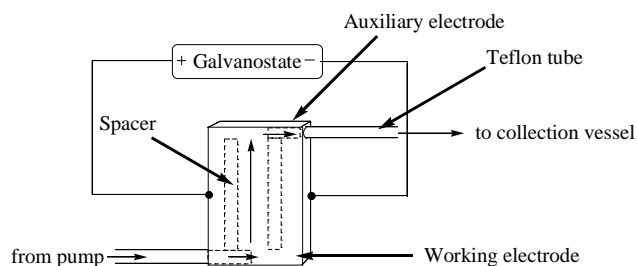 Auxiliary electrode
+ Galvanostate −
Teflon tube
Spacer
to collection vessel
from pump
Working electrode